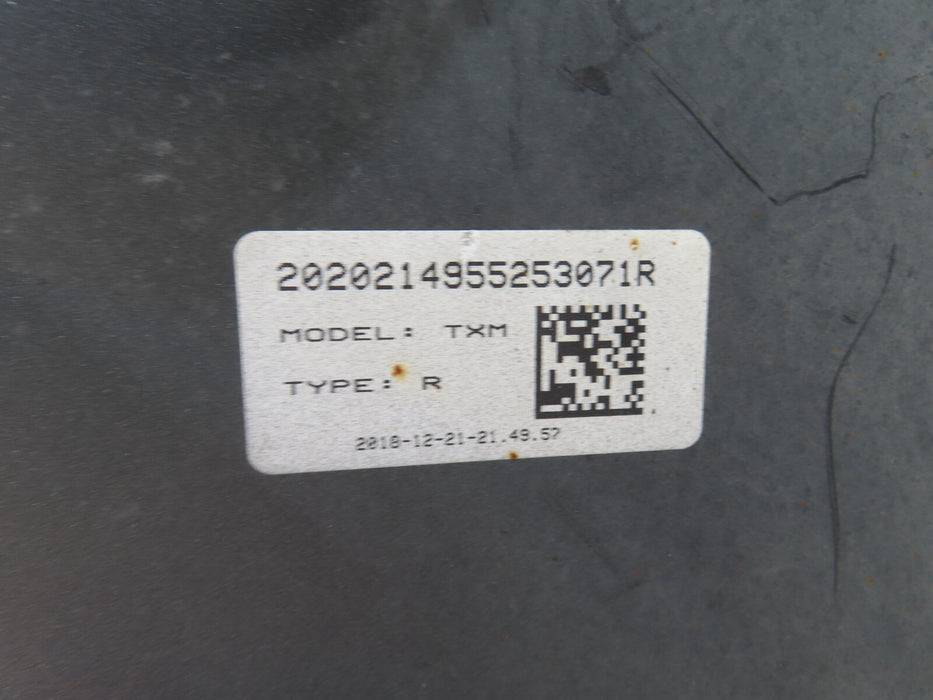 2020214955253071R
MODEL: TXM
TYPE: R
2018-12-21-21.49.57